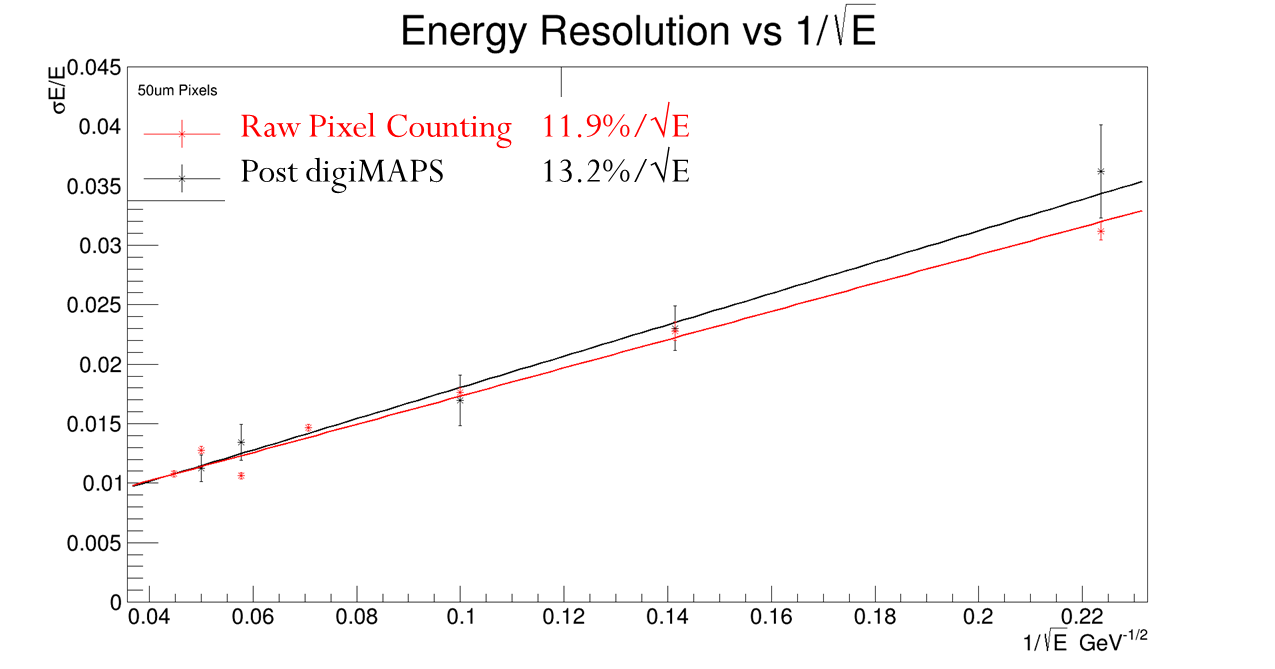 Energy Resolution vs 1/√E
σE/E
0.045
50um Pixels
Raw Pixel Counting 11.9%/√E
Post digiMAPS 13.2%/√E
0.04
0.035
0.03
0.025
0.02
0.015
0.01
0.005
0
0.04 0.06 0.08 0.1 0.12 0.14 0.16 0.18 0.2 0.22
1/√E GeV⁻¹/²